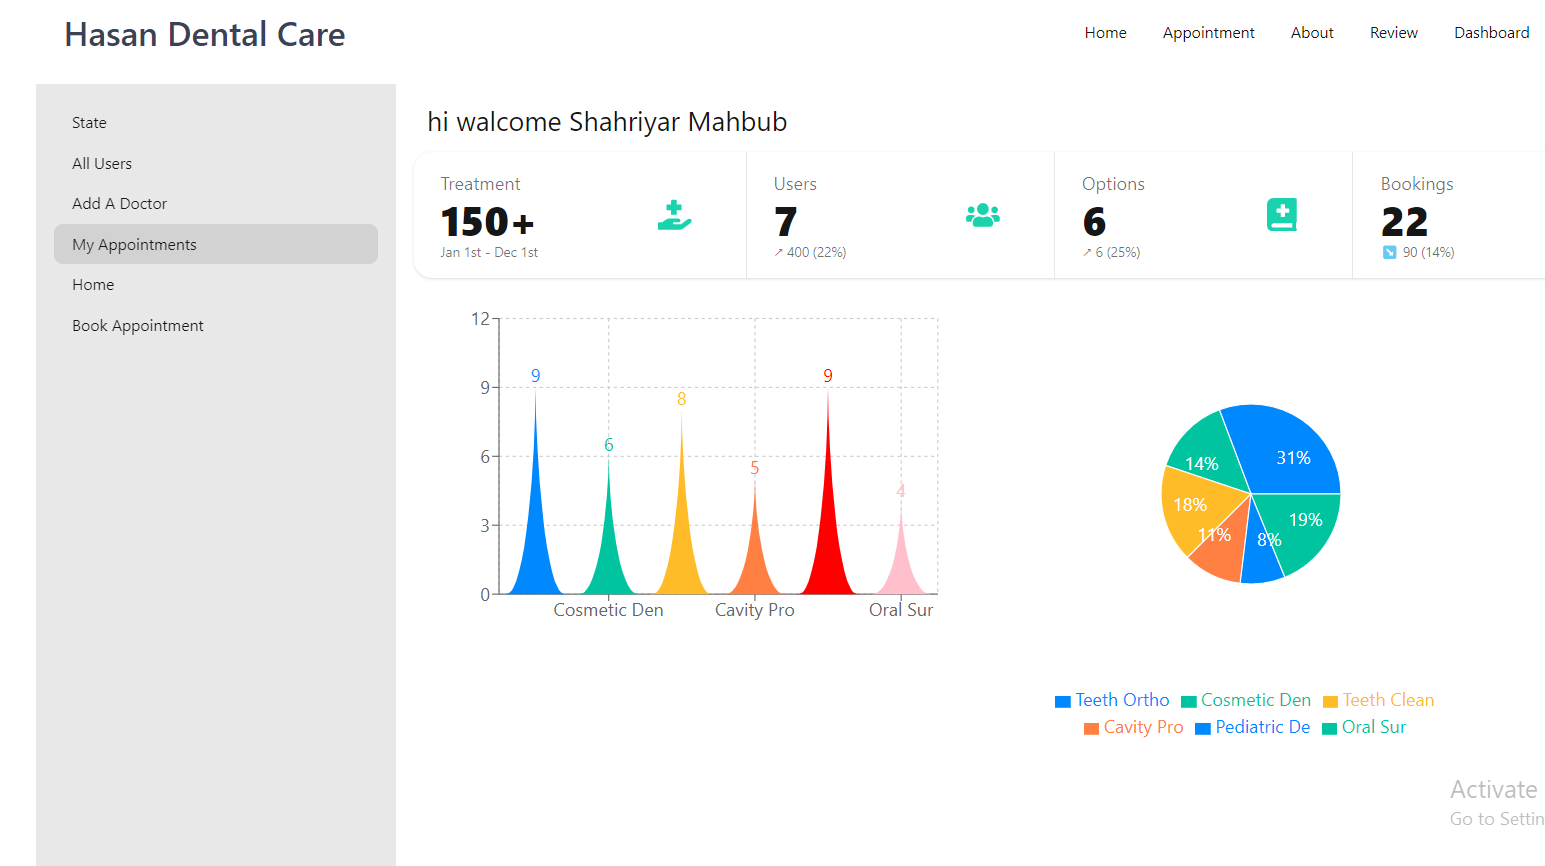 Hasan Dental Care
Home Appointment About Review Dashboard
State
All Users
Add A Doctor
My Appointments
Home
Book Appointment
hi walcome Shahriyar Mahbub
Treatment
150+
Jan 1st - Dec 1st
Users
7
↗︎ 400 (22%)
Options
6
↗︎ 6 (25%)
Bookings
22
↘️ 90 (14%)
12
9
6
3
0
9
6
8
5
9
4
Cosmetic Den Cavity Pro Oral Sur
31%
14%
18%
19%
11%
8%
Teeth Ortho Cosmetic Den Teeth Clean
Cavity Pro Pediatric De Oral Sur
Activate
Go to Settin